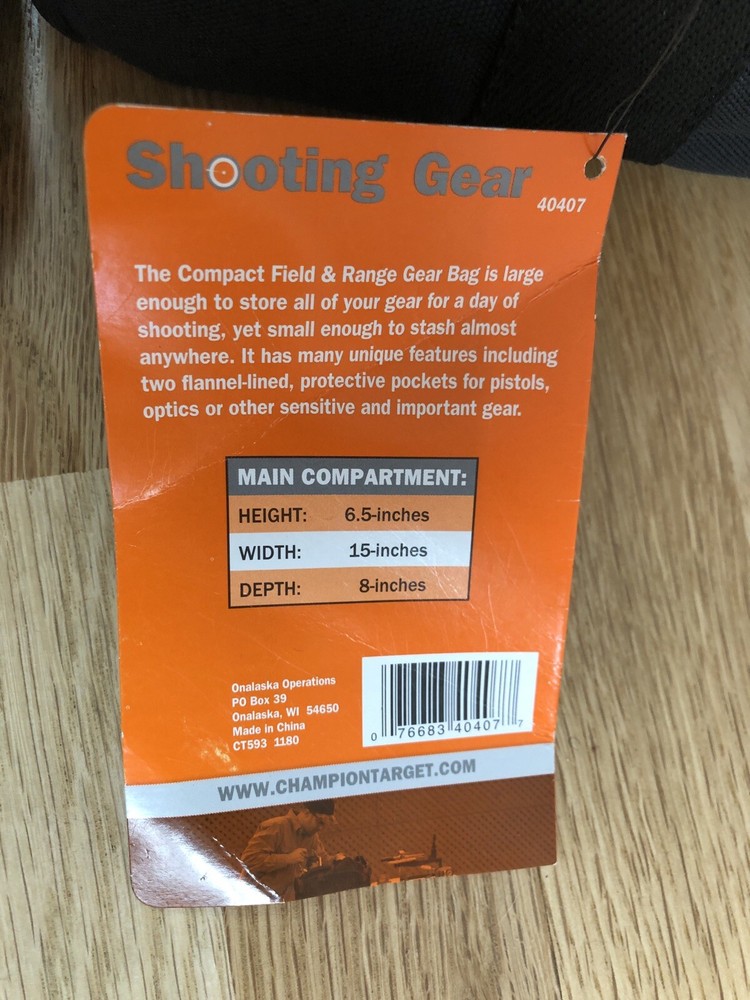 Shooting Gear
40407
The Compact Field & Range Gear Bag is large
enough to store all of your gear for a day of
shooting, yet small enough to stash almost
anywhere. It has many unique features including
two flannel-lined, protective pockets for pistols,
optics or other sensitive and important gear.
MAIN COMPARTMENT:
HEIGHT: 6.5-inches
WIDTH: 15-inches
DEPTH: 8-inches
Onalaska Operations
PO Box 39
Onalaska, WI 54650
Made in China
CT593 1180
0 76683 40407 7
WWW.CHAMPIONTARGET.COM